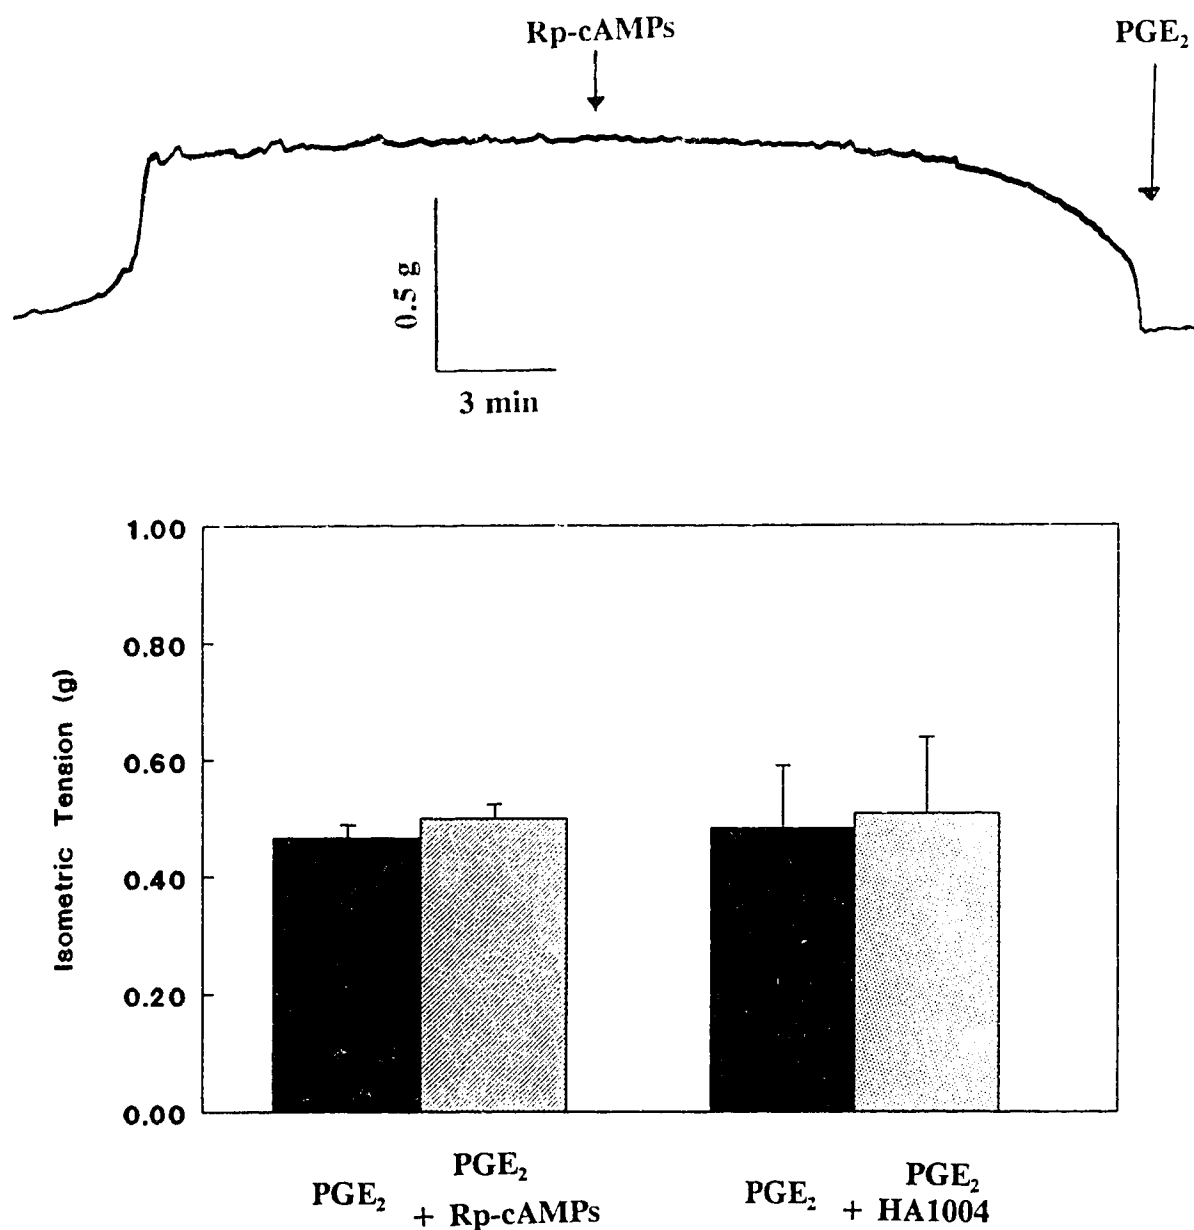 Rp-cAMPs
PGE₂
0.5 g
3 min
1.00
0.80
0.60
0.40
0.20
0.00
Isometric Tension (g)
PGE₂
PGE₂
+ Rp-cAMPs
PGE₂
PGE₂
+ HA1004